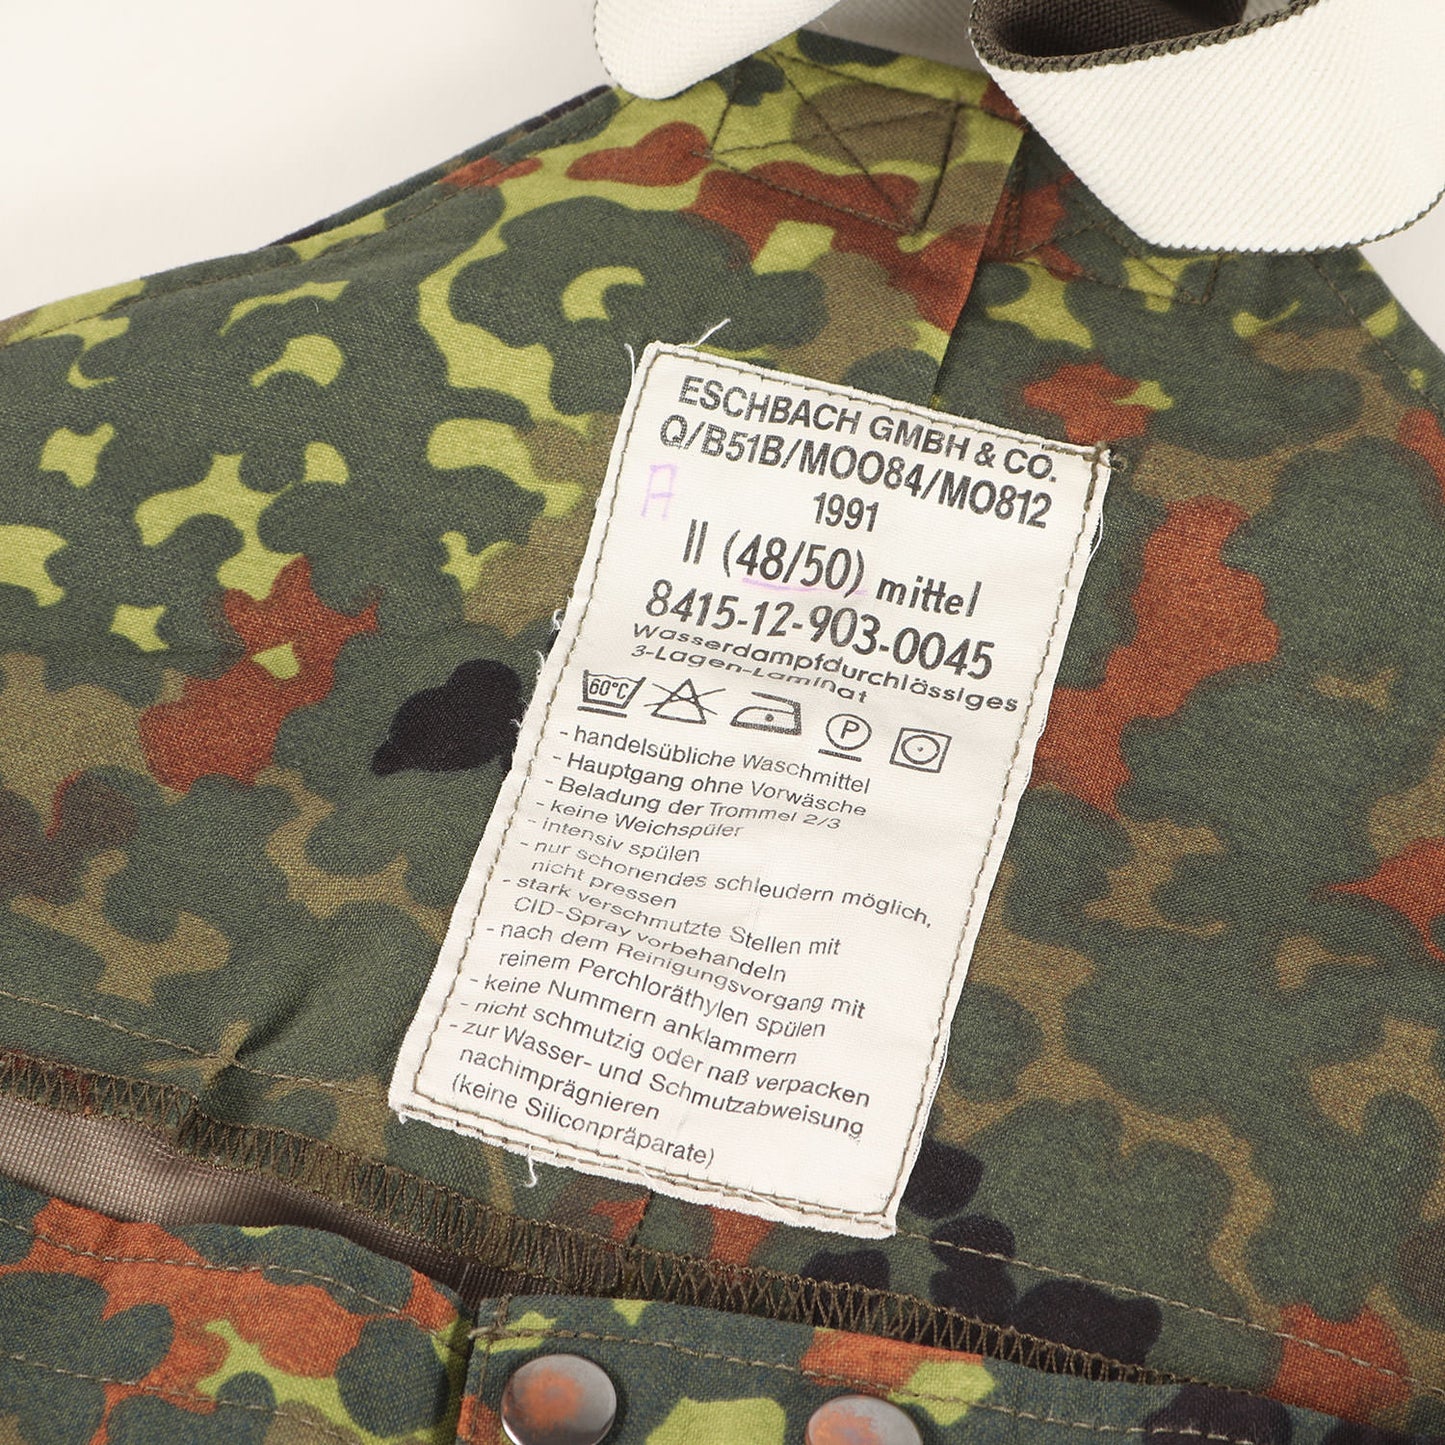 ESCHBACH GMBH & CO.
Q/B51B/MOO84/MO812
A
1991
II (48/50) mittel
8415-12-903-0045
Wasserdampfdurchlässiges
3-Lagen-Laminat
60°C P
- handelsübliche Waschmittel
- Hauptgang ohne Vorwäsche
- Beladung der Trommel 2/3
- keine Weichspüler
- intensiv spülen
- nur schonendes schleudern möglich,
nicht pressen
- stark verschmutzte Stellen mit
CID-Spray vorbehandeln
- nach dem Reinigungsvorgang mit
reinem Perchloräthylen spülen
- keine Nummern anklammern
- nicht schmutzig oder naß verpacken
- zur Wasser- und Schmutzabweisung
nachimprägnieren
(keine Siliconpräparate)